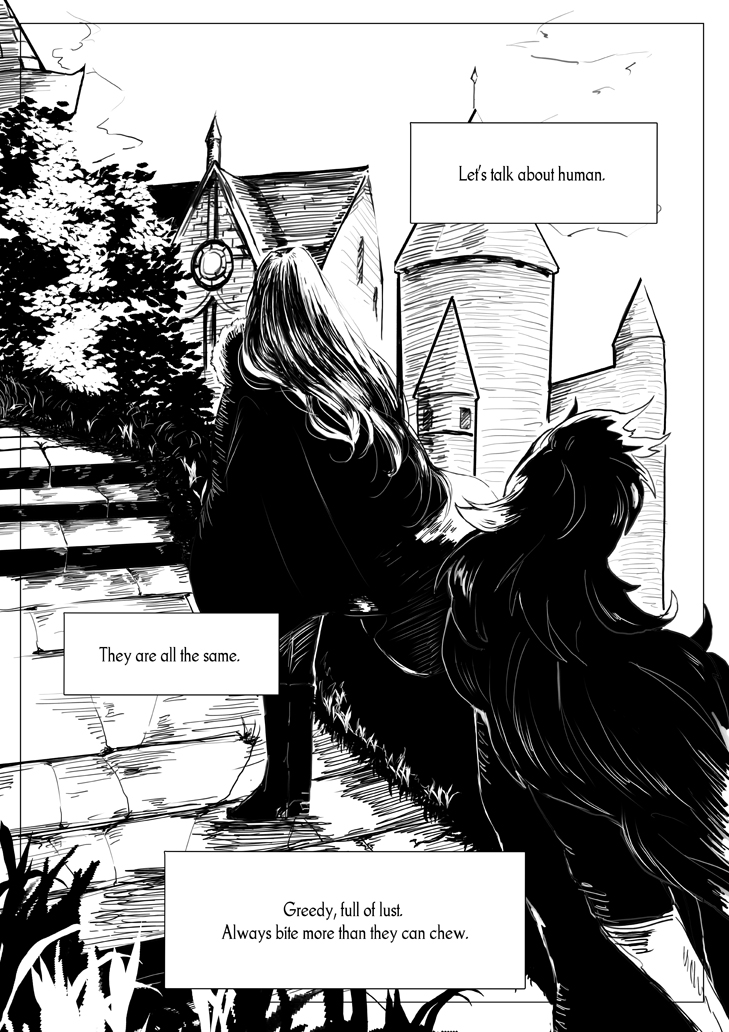 Let's talk about human.
They are all the same.
Greedy, full of lust.
Always bite more than they can chew.